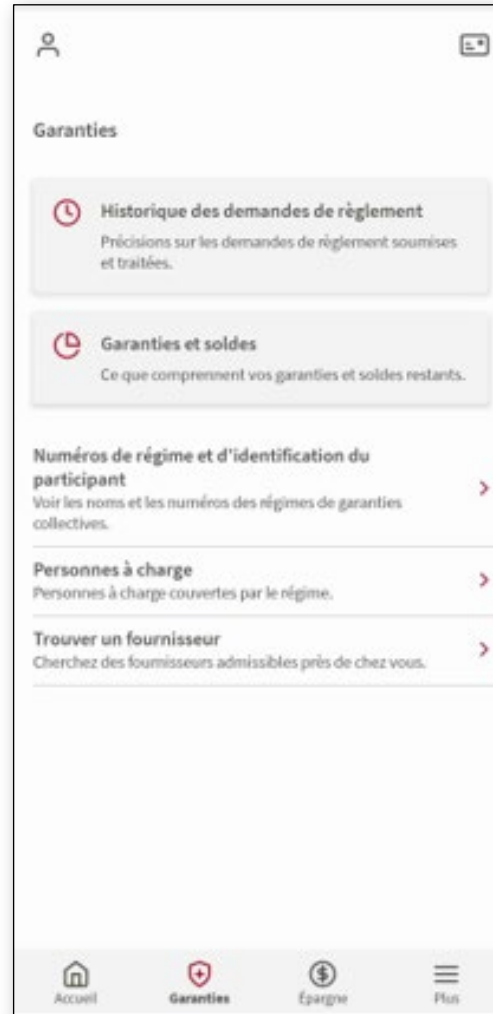 Garanties
Historique des demandes de règlement
Précisions sur les demandes de règlement soumises
et traitées.
Garanties et soldes
Ce que comprennent vos garanties et soldes restants.
Numéros de régime et d'identification du
participant
Voir les noms et les numéros des régimes de garanties
collectives.
Personnes à charge
Personnes à charge couvertes par le régime.
Trouver un fournisseur
Cherchez des fournisseurs admissibles près de chez vous.
Accueil Garanties Épargne Plus